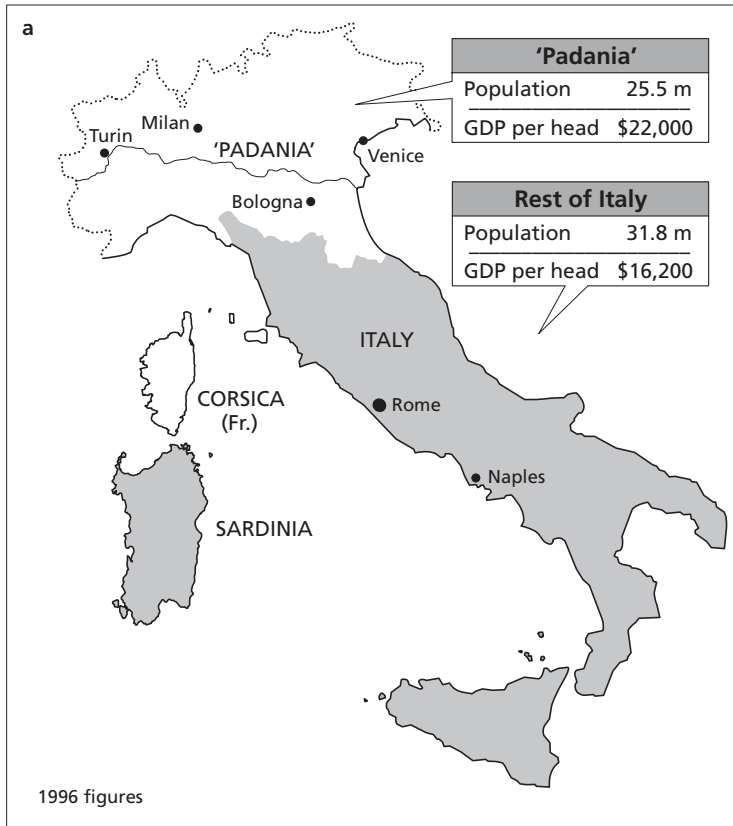 a
'Padania'
Population 25.5 m
GDP per head $22,000
Milan
Turin
'PADANIA'
Venice
Bologna
Rest of Italy
Population 31.8 m
GDP per head $16,200
ITALY
CORSICA
(Fr.)
Rome
Naples
SARDINIA
1996 figures